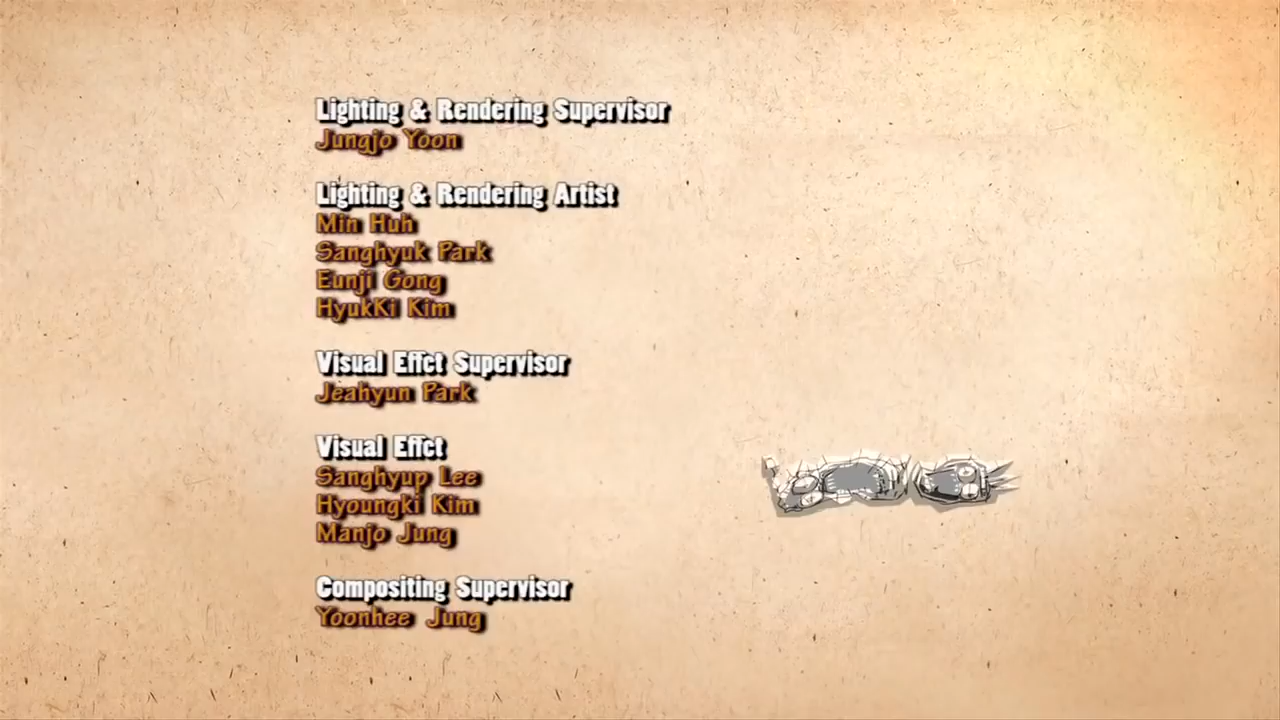 Lighting & Rendering Supervisor
Jungjo Yoon
Lighting & Rendering Artist
Min Huh
Sanghyuk Park
Eunji Gong
HyukKi Kim
Visual Effct Supervisor
Jeahyun Park
Visual Effct
Sanghyup Lee
Hyoungki Kim
Manjo Jung
Compositing Supervisor
Yoonhee Jung